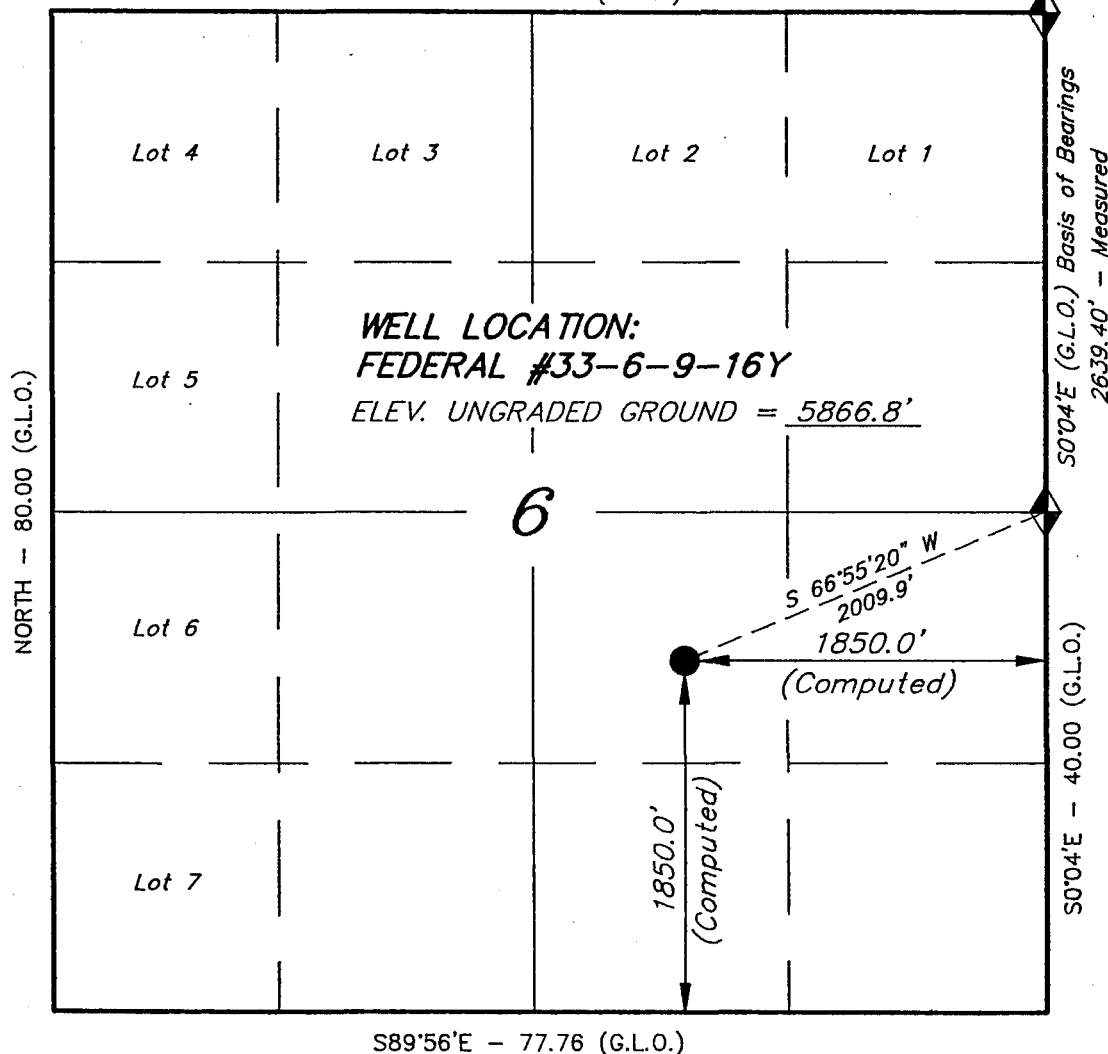 Lot 4
Lot 3
Lot 2
Lot 1
S0°04'E (G.L.O.) Basis of Bearings
2639.40' – Measured
WELL LOCATION:
FEDERAL #33–6–9–16Y
ELEV. UNGRADED GROUND = 5866.8'
Lot 5
NORTH – 80.00 (G.L.O.)
6
S 66°55'20" W
2009.9'
1850.0'
(Computed)
Lot 6
S0°04'E – 40.00 (G.L.O.)
1850.0'
(Computed)
Lot 7
S89°56'E – 77.76 (G.L.O.)